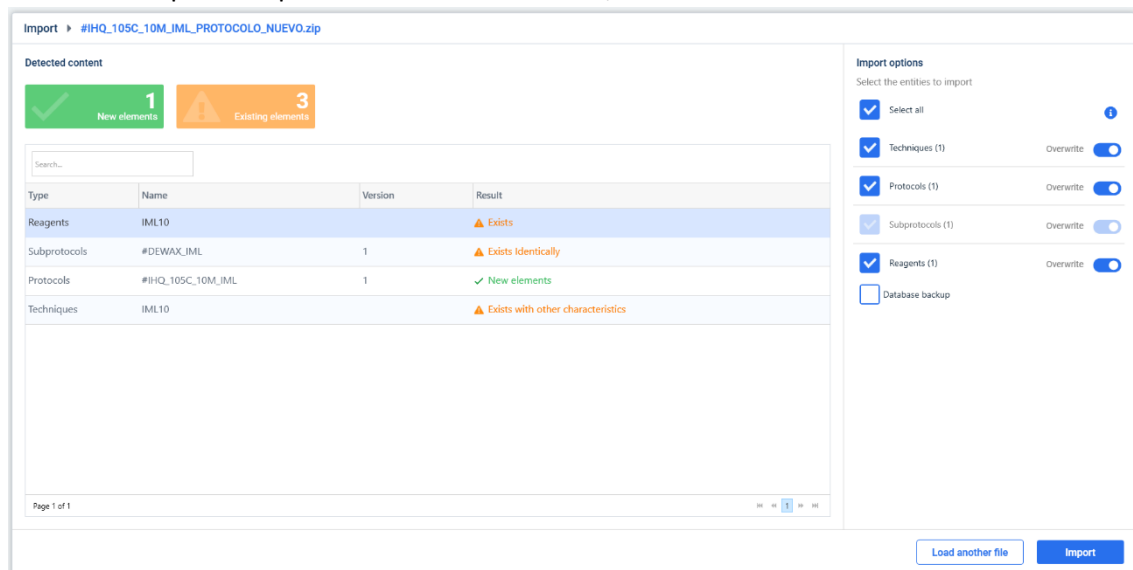 Import ▸ #IHQ_105C_10M_IML_PROTOCOLO_NUEVO.zip
Detected content
1
New elements
3
Existing elements
Search...
Type Name Version Result
Reagents IML10 Exists
Subprotocols #DEWAX_IML 1 Exists Identically
Protocols #IHQ_105C_10M_IML 1 New elements
Techniques IML10 Exists with other characteristics
Page 1 of 1
1
Import options
Select the entities to import
Select all
Techniques (1) Overwrite
Protocols (1) Overwrite
Subprotocols (1) Overwrite
Reagents (1) Overwrite
Database backup
Load another file Import